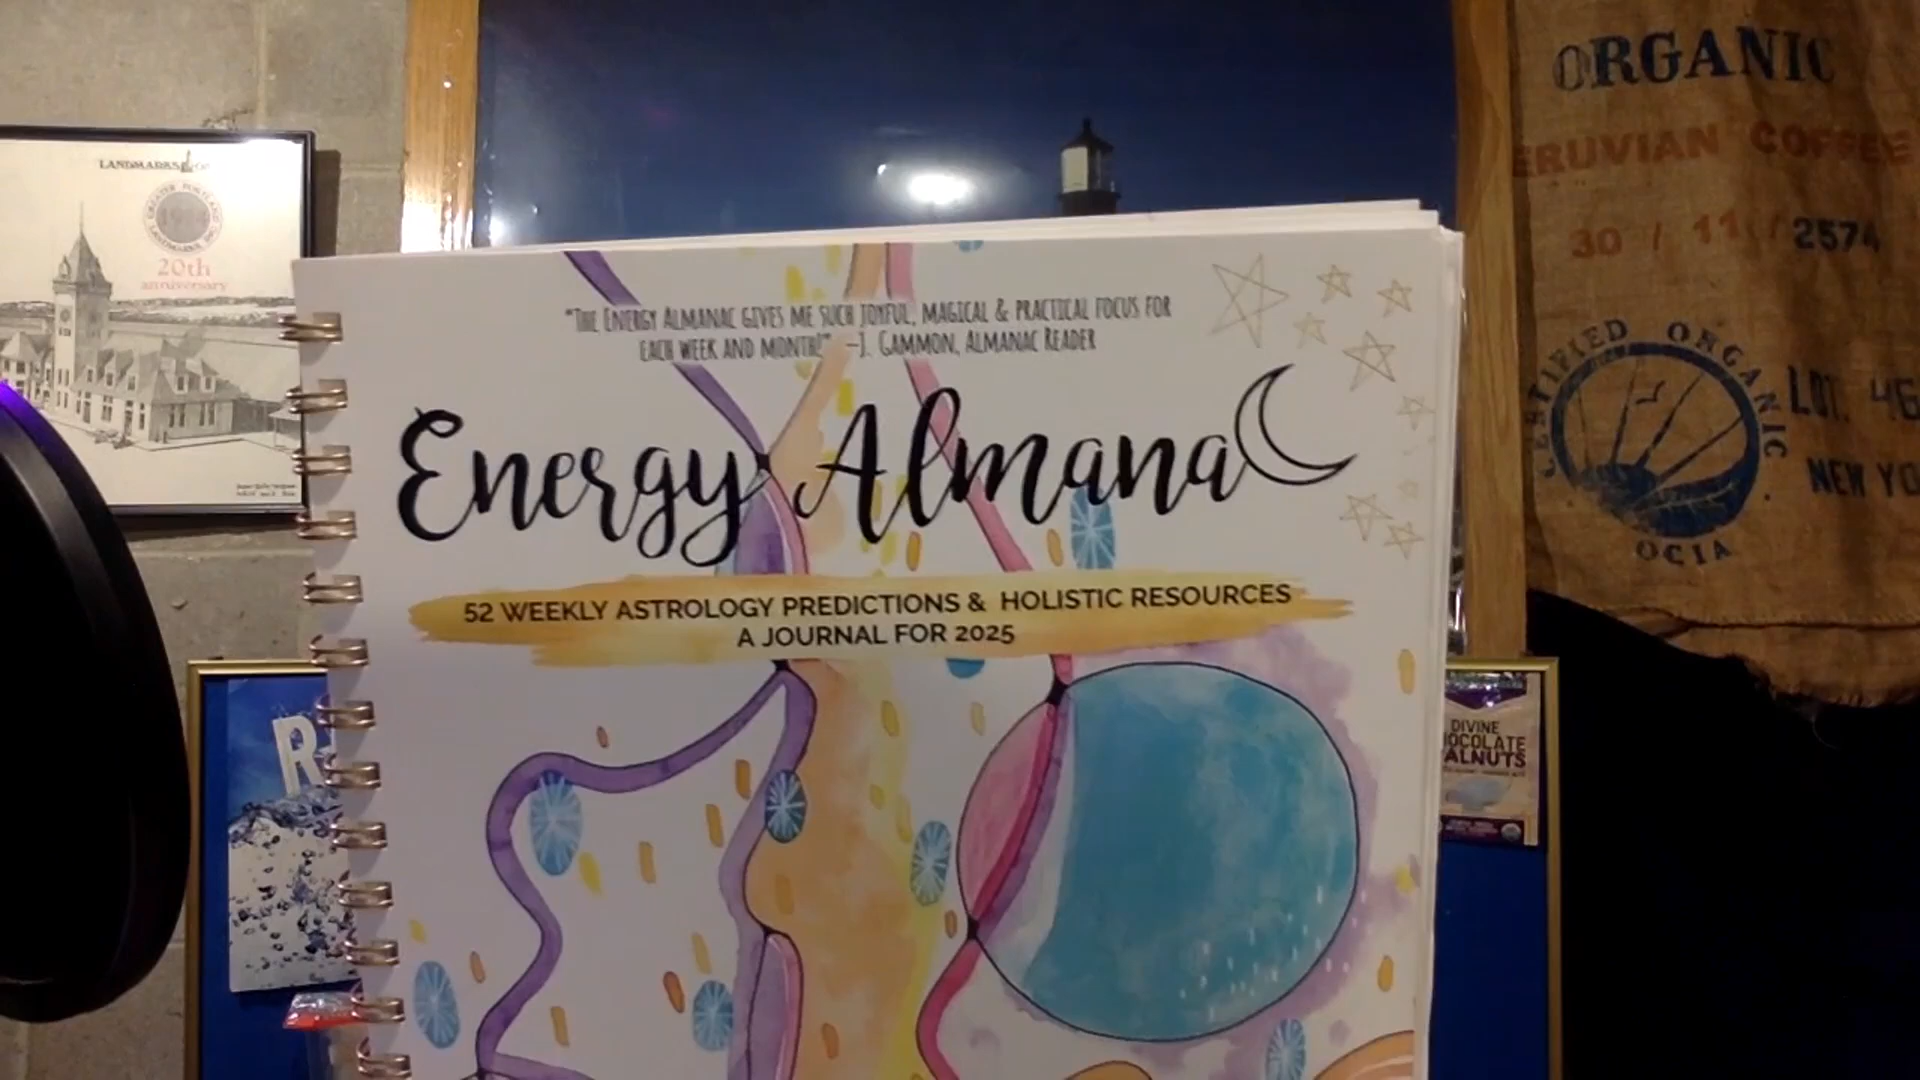 ORGANIC
ERUVIAN COFFEE
30 / 11 / 2574
CERTIFIED ORGANIC
OCIA
LOT 46
NEW YO
LANDMARKS
20th
anniversary
"THE ENERGY ALMANAC GIVES ME SUCH JOYFUL, MAGICAL & PRACTICAL FOCUS FOR
EACH WEEK AND MONTH!" —J. GAMMON, ALMANAC READER
Energy Almanac
52 WEEKLY ASTROLOGY PREDICTIONS & HOLISTIC RESOURCES
A JOURNAL FOR 2025
R
DIVINE
OCOLATE
ALNUTS